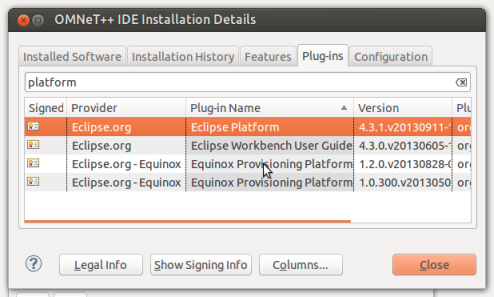 OMNeT++ IDE Installation Details
Installed Software Installation History Features Plug-ins Configuration
platform
Signed Provider Plug-in Name Version Plu
Eclipse.org Eclipse Platform 4.3.1.v20130911- org
Eclipse.org Eclipse Workbench User Guide 4.3.0.v20130605- org
Eclipse.org - Equinox Equinox Provisioning Platform 1.2.0.v20130828- org
Eclipse.org - Equinox Equinox Provisioning Platform 1.0.300.v2013050 org
? Legal Info Show Signing Info Columns... Close